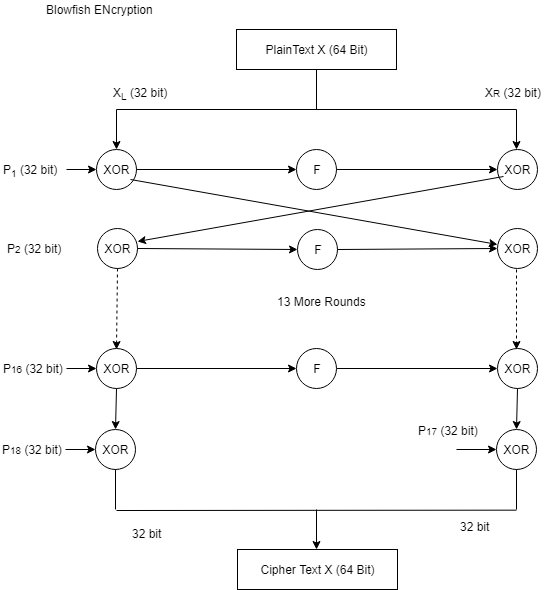 Blowfish ENcryption
PlainText X (64 Bit)
XL (32 bit)
XR (32 bit)
P1 (32 bit)
XOR
F
XOR
P2 (32 bit)
XOR
F
XOR
13 More Rounds
P16 (32 bit)
XOR
F
XOR
P18 (32 bit)
XOR
P17 (32 bit)
XOR
32 bit
32 bit
Cipher Text X (64 Bit)